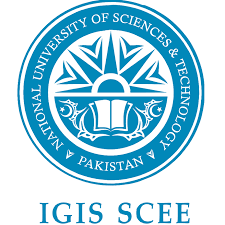 NATIONAL UNIVERSITY OF SCIENCES & TECHNOLOGY
PAKISTAN
IGIS SCEE